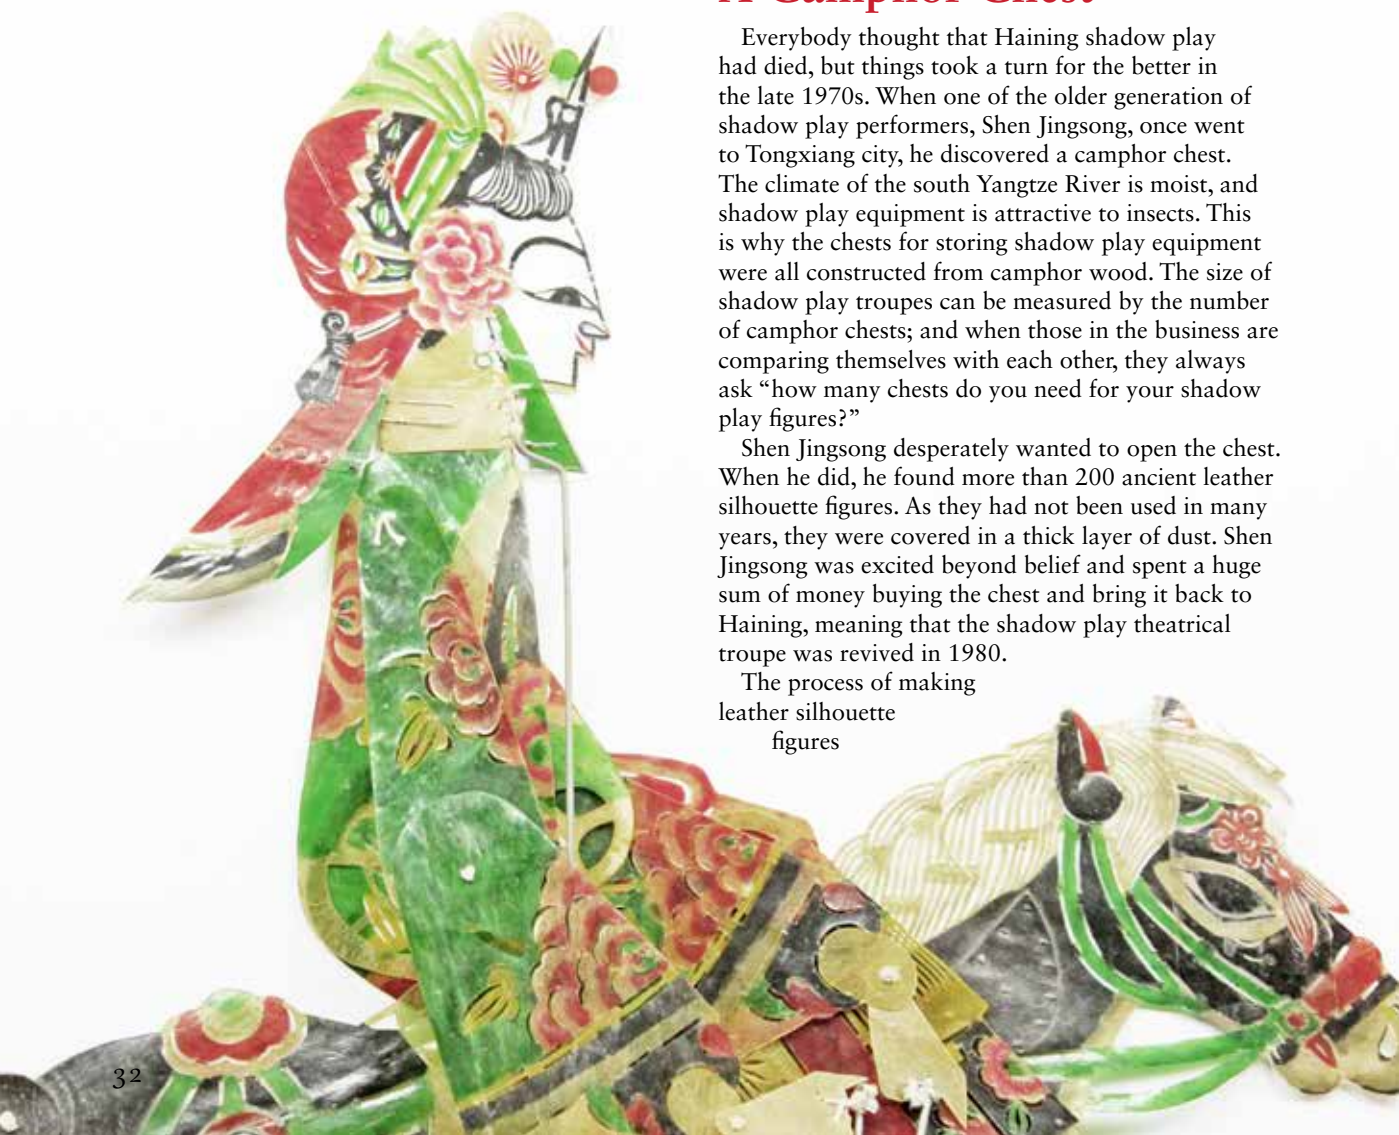 A Camphor Chest
Everybody thought that Haining shadow play
had died, but things took a turn for the better in
the late 1970s. When one of the older generation of
shadow play performers, Shen Jingsong, once went
to Tongxiang city, he discovered a camphor chest.
The climate of the south Yangtze River is moist, and
shadow play equipment is attractive to insects. This
is why the chests for storing shadow play equipment
were all constructed from camphor wood. The size of
shadow play troupes can be measured by the number
of camphor chests; and when those in the business are
comparing themselves with each other, they always
ask “how many chests do you need for your shadow
play figures?”
Shen Jingsong desperately wanted to open the chest.
When he did, he found more than 200 ancient leather
silhouette figures. As they had not been used in many
years, they were covered in a thick layer of dust. Shen
Jingsong was excited beyond belief and spent a huge
sum of money buying the chest and bring it back to
Haining, meaning that the shadow play theatrical
troupe was revived in 1980.
The process of making
leather silhouette
figures
32